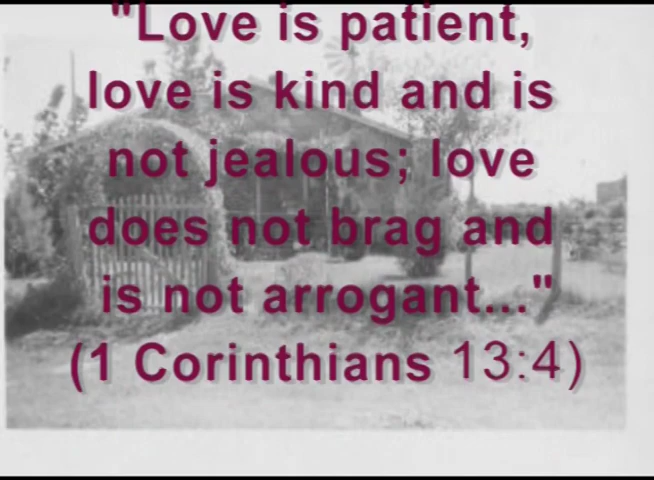 "Love is patient,
love is kind and is
not jealous; love
does not brag and
is not arrogant..."
(1 Corinthians 13:4)